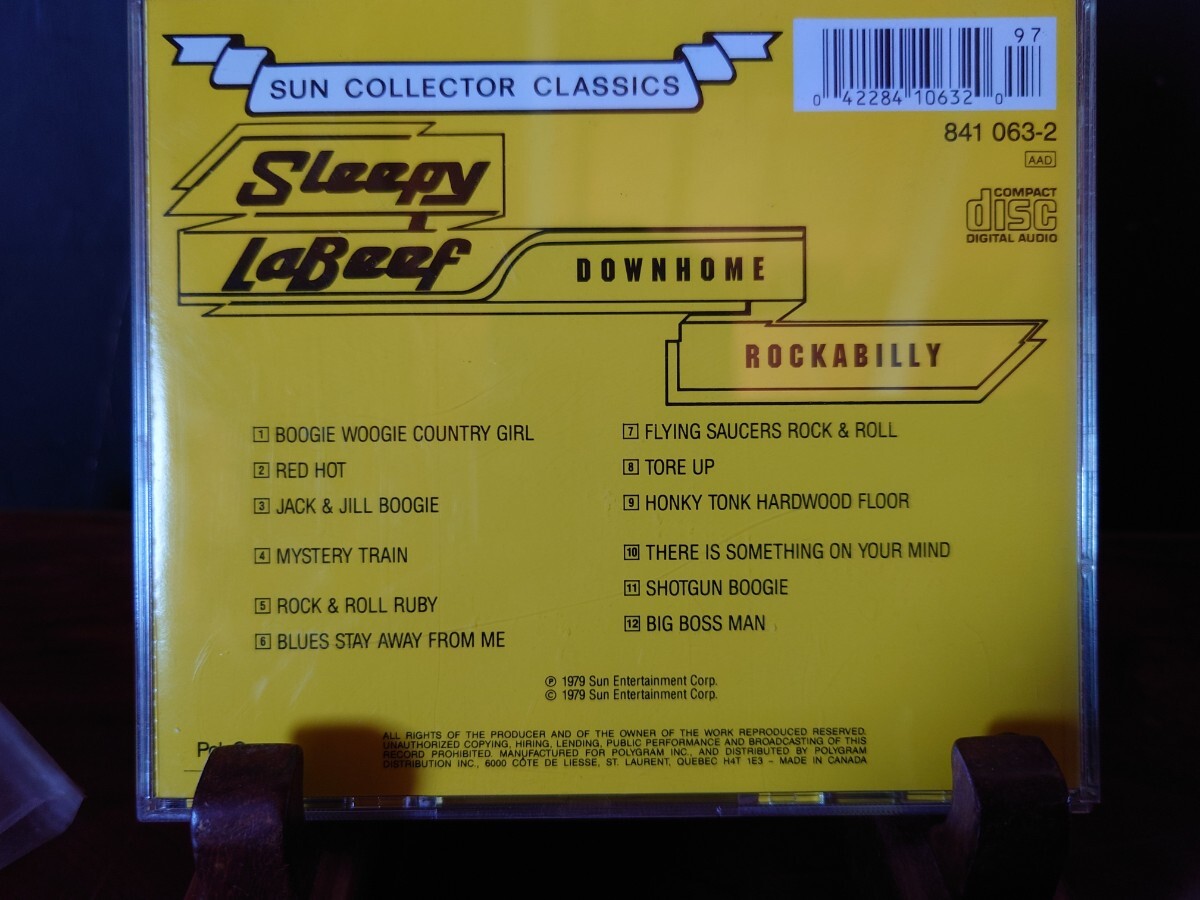 SUN COLLECTOR CLASSICS
97
0 42284 10632 0
841 063-2
AAD
COMPACT
disc
DIGITAL AUDIO
Sleepy
LaBeef
DOWNHOME
ROCKABILLY
1 BOOGIE WOOGIE COUNTRY GIRL
2 RED HOT
3 JACK & JILL BOOGIE
4 MYSTERY TRAIN
5 ROCK & ROLL RUBY
6 BLUES STAY AWAY FROM ME
7 FLYING SAUCERS ROCK & ROLL
8 TORE UP
9 HONKY TONK HARDWOOD FLOOR
10 THERE IS SOMETHING ON YOUR MIND
11 SHOTGUN BOOGIE
12 BIG BOSS MAN
℗ 1979 Sun Entertainment Corp.
© 1979 Sun Entertainment Corp.
ALL RIGHTS OF THE PRODUCER AND OF THE OWNER OF THE WORK REPRODUCED RESERVED.
UNAUTHORIZED COPYING, HIRING, LENDING, PUBLIC PERFORMANCE AND BROADCASTING OF THIS
RECORD PROHIBITED. MANUFACTURED FOR POLYGRAM INC., AND DISTRIBUTED BY POLYGRAM
DISTRIBUTION INC., 6000 CÔTE DE LIESSE, ST. LAURENT, QUEBEC H4T 1E3 – MADE IN CANADA